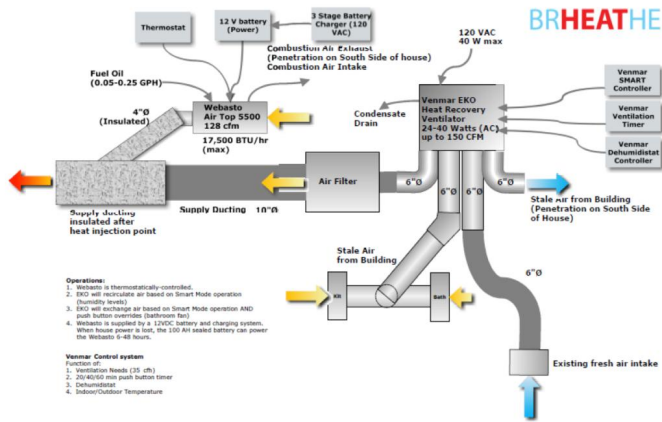 BRHEATHE
Thermostat
12 V battery
(Power)
3 Stage Battery
Charger (120
VAC)
Combustion Air Exhaust
(Penetration on South Side of house)
Combustion Air Intake
120 VAC
40 W max
Fuel Oil
(0.05-0.25 GPH)
4"Ø
(Insulated)
Webasto
Air Top 5500
128 cfm
17,500 BTU/hr
(max)
Condensate
Drain
Venmar EKO
Heat Recovery
Ventilator
24-40 Watts (AC)
up to 150 CFM
Venmar
SMART
Controller
Venmar
Ventilation
Timer
Venmar
Dehumidistat
Controller
Air Filter
6"Ø
6"Ø
6"Ø
6"Ø
Supply ducting
insulated after
heat injection point
Supply Ducting
10"Ø
Stale Air from Building
(Penetration on South Side
of House)
Stale Air
from Building
6"Ø
Kit
Bath
Operations:
1. Webasto is thermostatically-controlled.
2. EKO will recirculate air based on Smart Mode operation
(humidity levels)
3. EKO will exchange air based on Smart Mode operation AND
push button overrides (bathroom fan)
4. Webasto is supplied by a 12VDC battery and charging system.
When house power is lost, the 100 AH sealed battery can power
the Webasto 6-48 hours.
Venmar Control system
Function of:
1. Ventilation Needs (35 cfh)
2. 20/40/60 min push button timer
3. Dehumidistat
4. Indoor/Outdoor Temperature
Existing fresh air intake